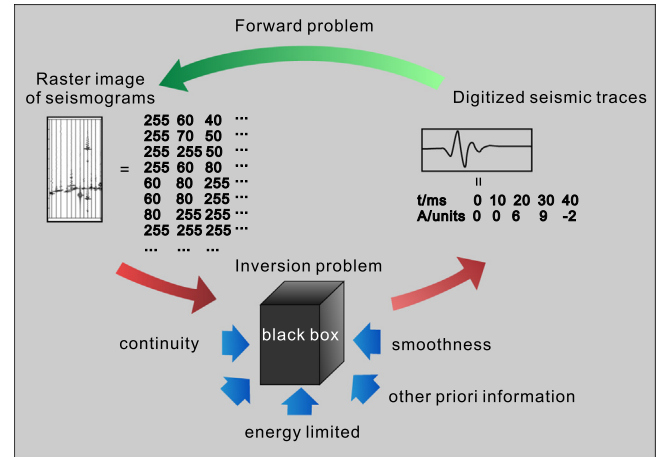 Forward problem
Raster image
of seismograms
Digitized seismic traces
255 60 40 ...
255 70 50 ...
255 255 50 ...
255 60 80 ...
60 80 255 ...
60 80 255 ...
80 255 255 ...
255 255 255 ...
... ... ...
=
=
t/ms 0 10 20 30 40
A/units 0 0 6 9 -2
Inversion problem
black box
continuity
smoothness
other priori information
energy limited